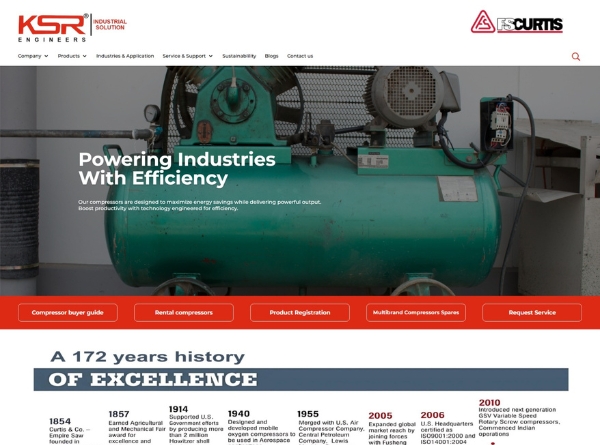 KSR®
ENGINEERS
INDUSTRIAL
SOLUTION
FS
FSCURTIS
Company
Products
Industries & Application
Service & Support
Sustainability
Blogs
Contact us
Powering Industries
With Efficiency
Our compressors are designed to maximize energy savings while delivering powerful output.
Boost productivity with technology engineered for efficiency.
Compressor buyer guide
Rental compressors
Product Registration
Multibrand Compressors Spares
Request Service
A 172 years history
OF EXCELLENCE
1854
Curtis & Co. –
Empire Saw
founded in
1857
Earned Agricultural
and Mechanical Fair
award for
excellence and
1914
Supported U.S.
Government efforts
by producing more
than 2 million
Howitzer shell
1940
Designed and
developed mobile
oxygen compressors to
be used in Aerospace
1955
Merged with U.S. Air
Compressor Company,
Central Petroleum
Company, Lewis
2005
Expanded global
market reach by
joining forces
with Fusheng
2006
U.S. Headquarters
certified as
ISO9001:2000 and
ISO14001:2004
2010
Introduced next generation
GSV Variable Speed
Rotary Screw compressors,
Commenced Indian
operations